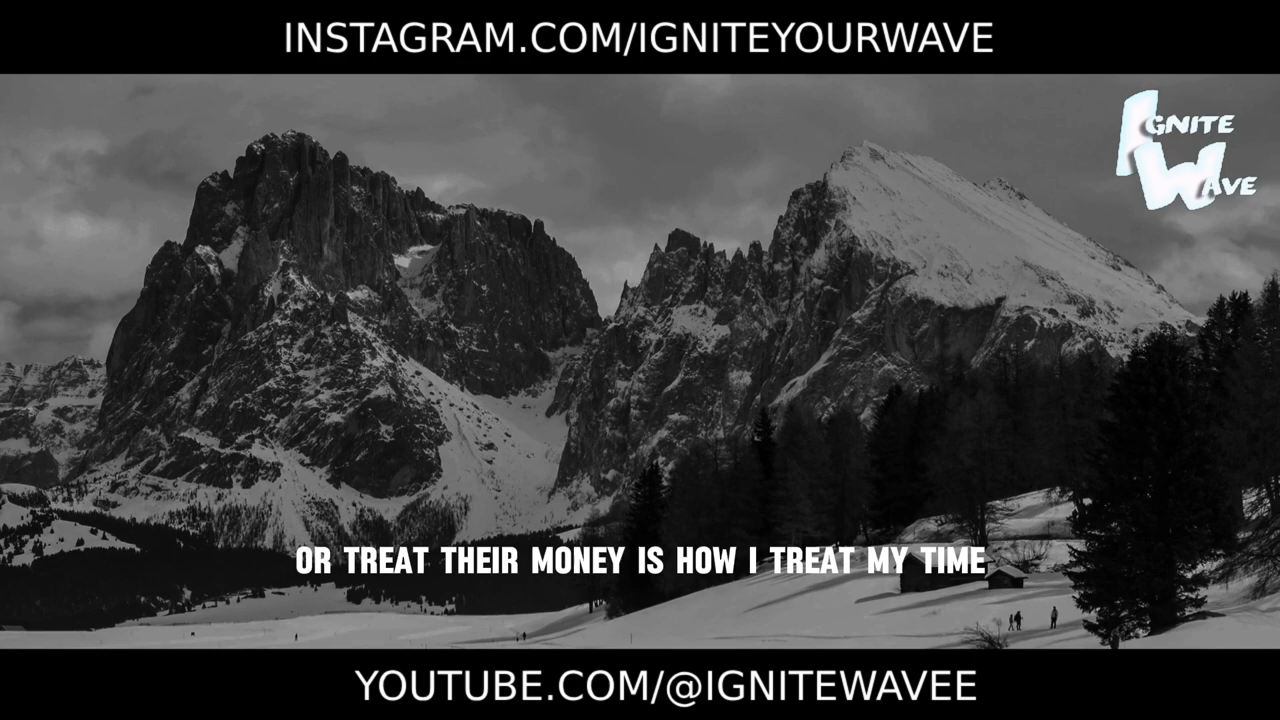 INSTAGRAM.COM/IGNITEYOURWAVE
IGNITE
WAVE
OR TREAT THEIR MONEY IS HOW I TREAT MY TIME
YOUTUBE.COM/@IGNITEWAVEE